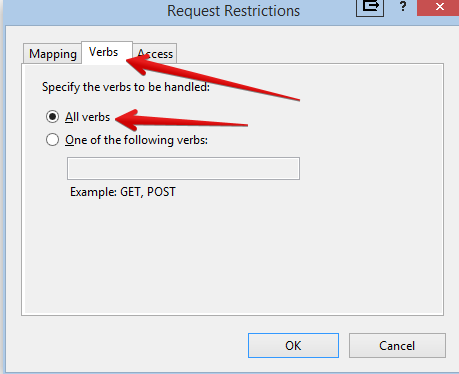 Request Restrictions
?
Mapping Verbs Access
Specify the verbs to be handled:
All verbs
One of the following verbs:
Example: GET, POST
OK Cancel